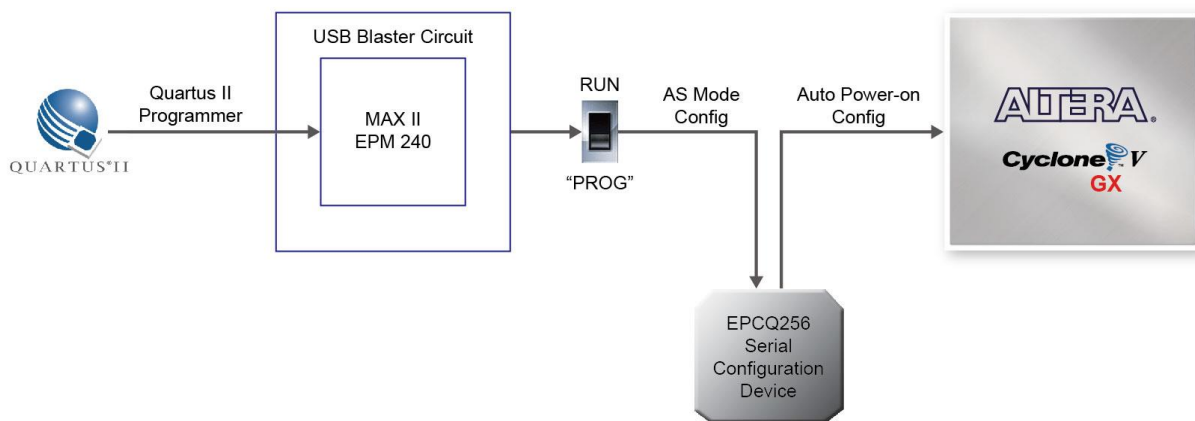 USB Blaster Circuit
Quartus II
Programmer
MAX II
EPM 240
QUARTUS®II
RUN
"PROG"
AS Mode
Config
Auto Power-on
Config
ALTERA®
Cyclone™ V
GX
EPCQ256
Serial
Configuration
Device